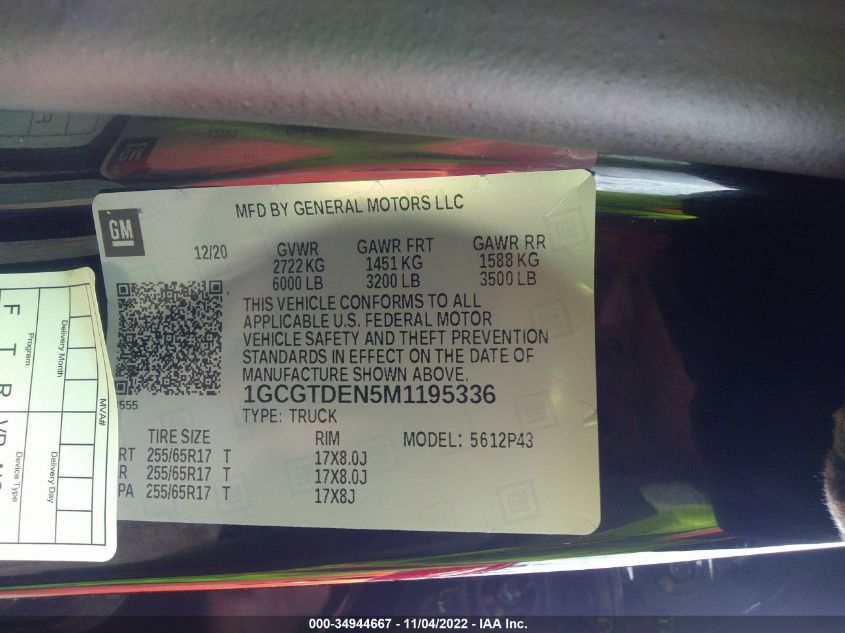 GM
MFD BY GENERAL MOTORS LLC
12/20 GVWR GAWR FRT GAWR RR
2722 KG 1451 KG 1588 KG
6000 LB 3200 LB 3500 LB
THIS VEHICLE CONFORMS TO ALL
APPLICABLE U.S. FEDERAL MOTOR
VEHICLE SAFETY AND THEFT PREVENTION
STANDARDS IN EFFECT ON THE DATE OF
MANUFACTURE SHOWN ABOVE.
1GCGTDEN5M1195336
TYPE: TRUCK
TIRE SIZE RIM MODEL: 5612P43
RT 255/65R17 T 17X8.0J
R 255/65R17 T 17X8.0J
PA 255/65R17 T 17X8J
555
MVA#
Delivery Month
Delivery Day
Program
Device Type
F T R
000-34944667 - 11/04/2022 - IAA Inc.